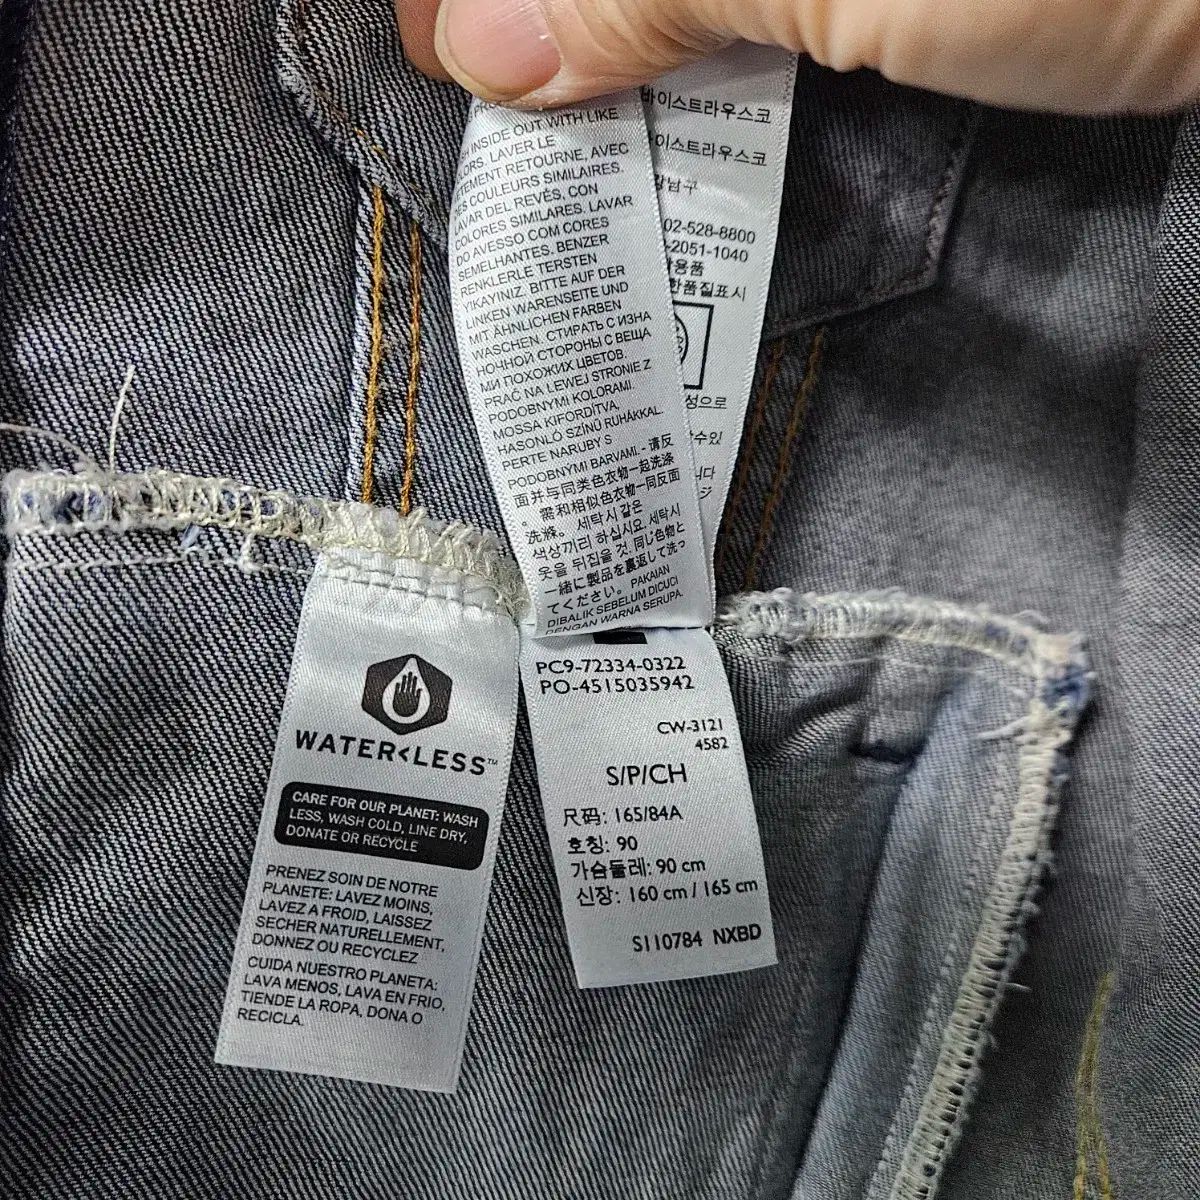 INSIDE OUT WITH LIKE
LAVER LE
RETOURNE, AVEC
DES COULEURS SIMILAIRES.
DEL REVÉS, CON
COLORES SIMILARES. LAVAR
DO AVESSO COM CORES
SEMELHANTES. BENZER
RENKLERLE TERSTEN
YIKAYINIZ. BITTE AUF DER
LINKEN WARENSEITE UND
MIT ÄHNLICHEN FARBEN
WASCHEN. СТИРАТЬ С ИЗНА
НОЧНОЙ СТОРОНЫ С ВЕЩА
МИ ПОХОЖИХ ЦВЕТОВ.
PRAĆ NA LEWEJ STRONIE Z
PODOBNYMI KOLORAMI.
MOSSA KIFORDÍTVA,
HASONLÓ SZÍNŰ RUHÁKKAL.
PERTE NARUBY S
PODOBNÝMI BARVAMI. - 请反
面并与同类色衣物一起洗涤
。需和相似色衣物一同反面
洗滌。 세탁시 같은
색상끼리 하십시요. 세탁시
옷을 뒤집을 것. 同じ色物と
一緒に製品を裏返して洗っ
てください。 PAKAIAN
DIBALIK SEBELUM DICUCI
DENGAN WARNA SERUPA.
바이스트라우스코
이스트라우스코
남구
02-528-8800
-2051-1040
용품
한품질표시
성으로
수있
니다
지
WATER<LESS™
CARE FOR OUR PLANET: WASH
LESS, WASH COLD, LINE DRY,
DONATE OR RECYCLE
PRENEZ SOIN DE NOTRE
PLANETE: LAVEZ MOINS,
LAVEZ A FROID, LAISSEZ
SECHER NATURELLEMENT,
DONNEZ OU RECYCLEZ
CUIDA NUESTRO PLANETA:
LAVA MENOS, LAVA EN FRIO,
TIENDE LA ROPA, DONA O
RECICLA.
PC9-72334-0322
PO-4515035942
CW-3121
4582
S/P/CH
尺码: 165/84A
호칭: 90
가슴둘레: 90 cm
신장: 160 cm / 165 cm
S110784 NXBD